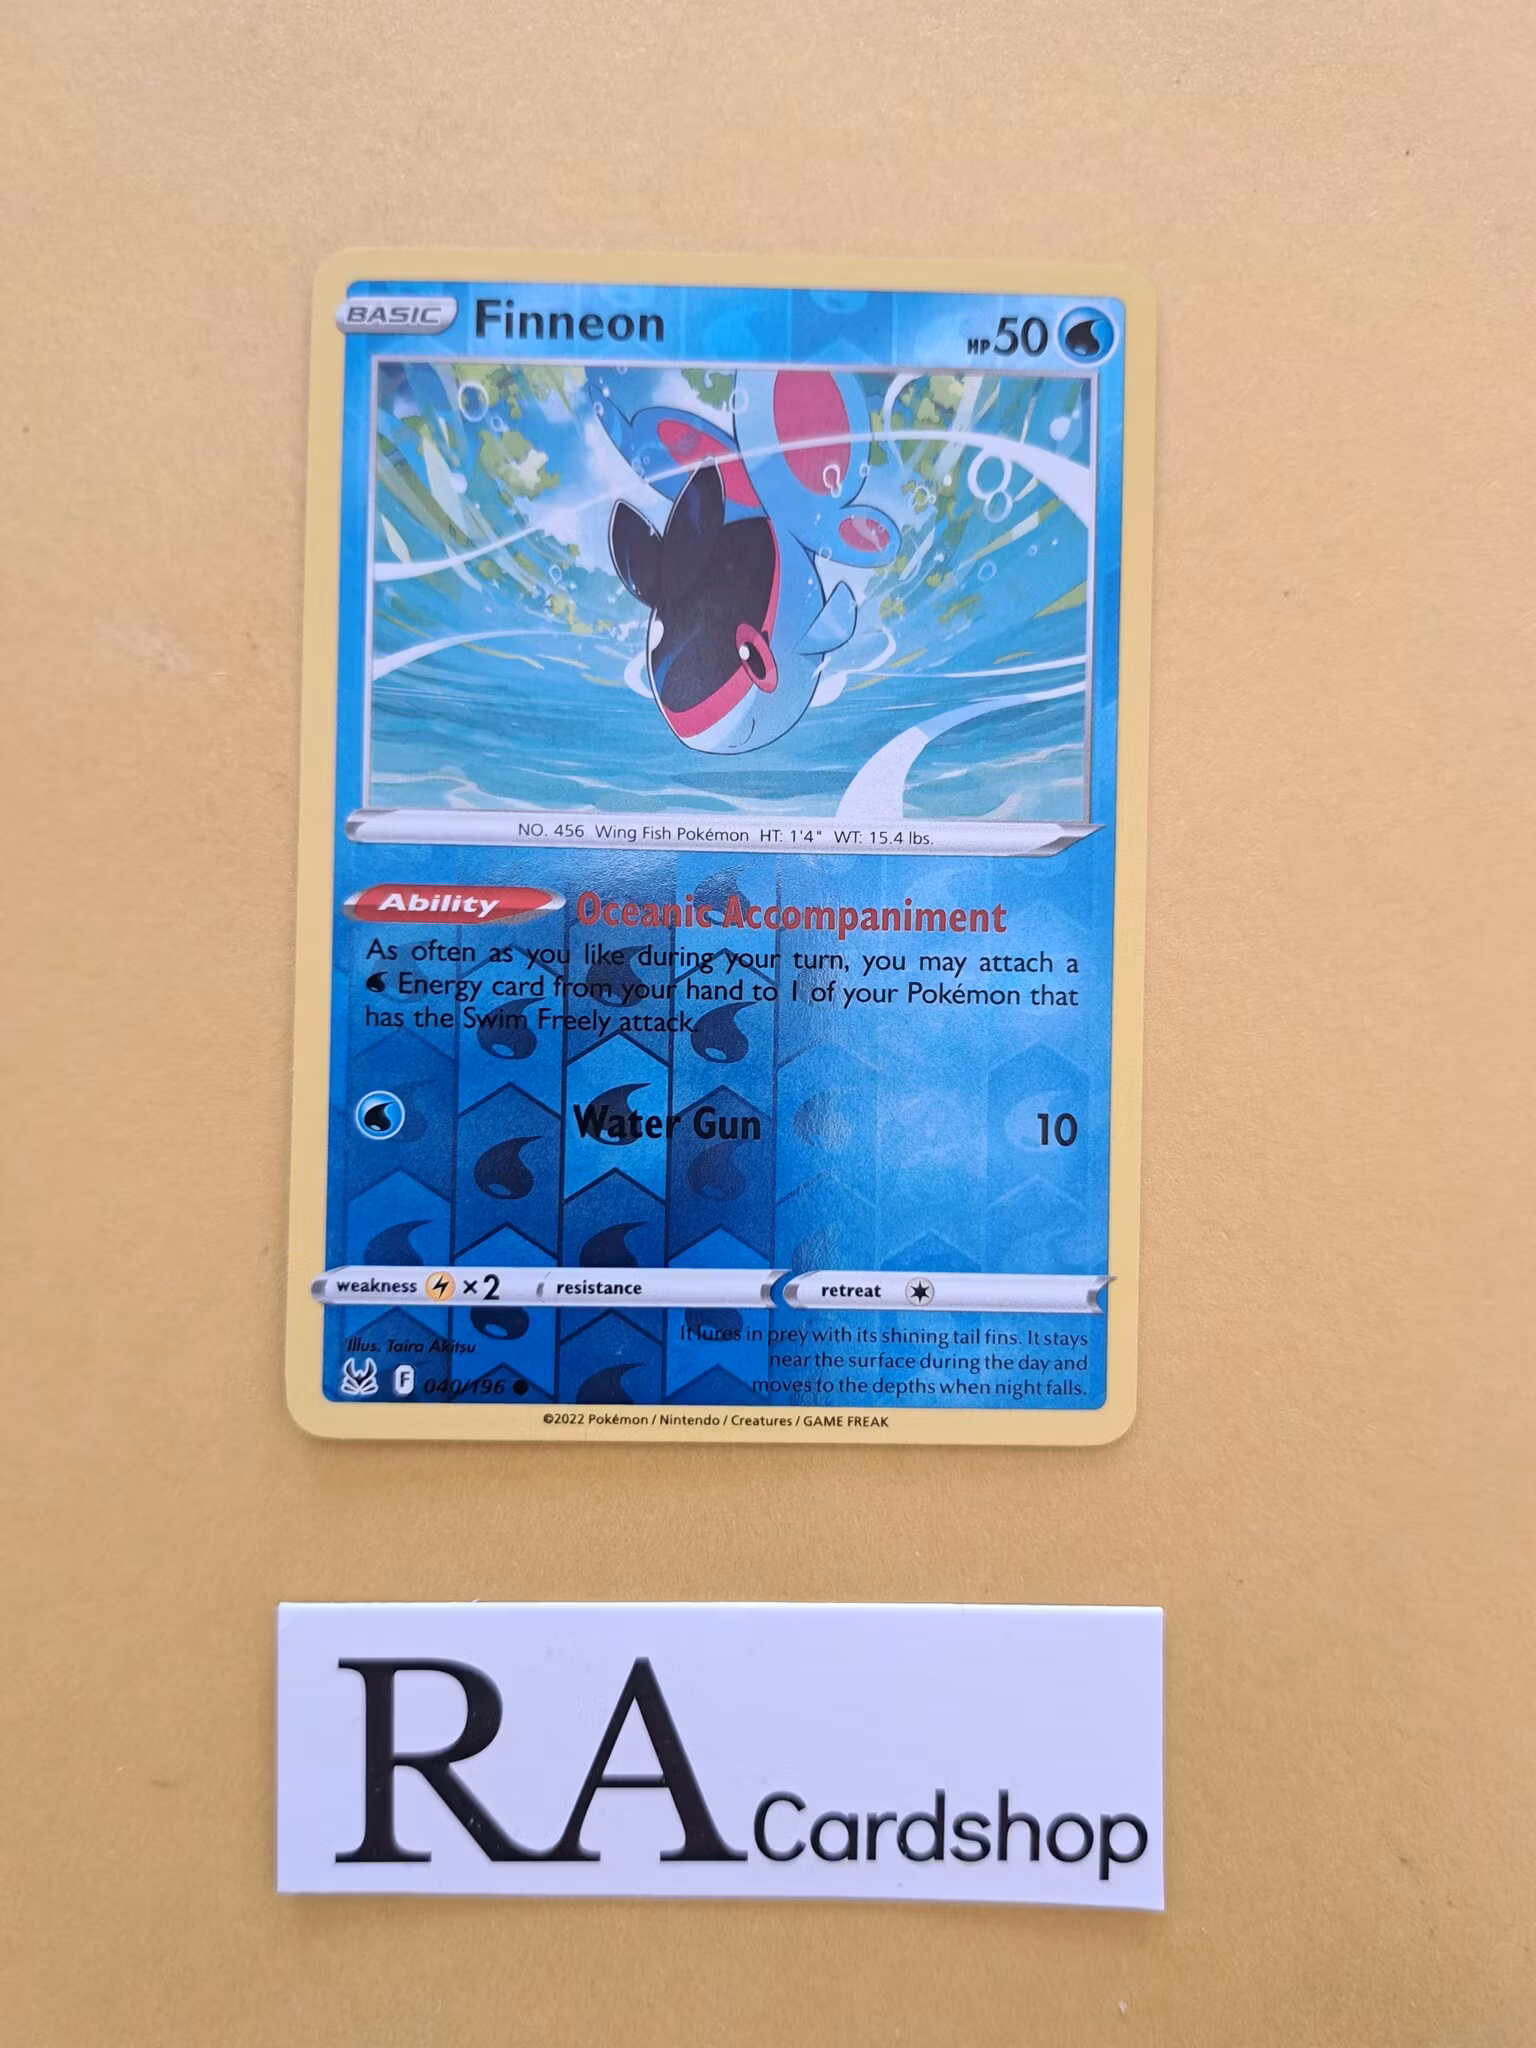 BASIC Finneon HP 50
NO. 456 Wing Fish Pokémon HT: 1'4" WT: 15.4 lbs.
Ability Oceanic Accompaniment
As often as you like during your turn, you may attach a
Energy card from your hand to 1 of your Pokémon that
has the Swim Freely attack.
Water Gun 10
weakness ×2 resistance retreat
Illus. Taira Akitsu
F 040/196
It lures in prey with its shining tail fins. It stays
near the surface during the day and
moves to the depths when night falls.
©2022 Pokémon / Nintendo / Creatures / GAME FREAK
RA Cardshop